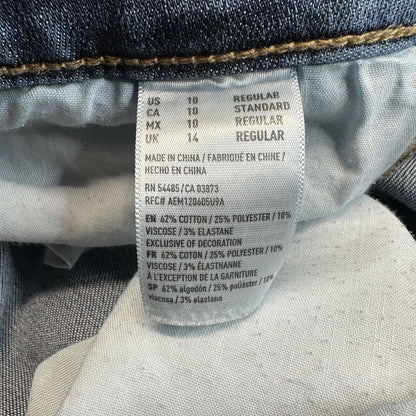 US 10 REGULAR
CA 10 STANDARD
MX 10 REGULAR
UK 14 REGULAR
MADE IN CHINA / FABRIQUÉ EN CHINE /
HECHO EN CHINA
RN 54485 / CA 03873
RFC# AEM120605U9A
EN 62% COTTON / 25% POLYESTER / 10%
VISCOSE / 3% ELASTANE
EXCLUSIVE OF DECORATION
FR 62% COTON / 25% POLYESTER / 10%
VISCOSE / 3% ÉLASTHANNE
À L'EXCEPTION DE LA GARNITURE
SP 62% algodón / 25% poliéster / 10%
viscosa / 3% elastano